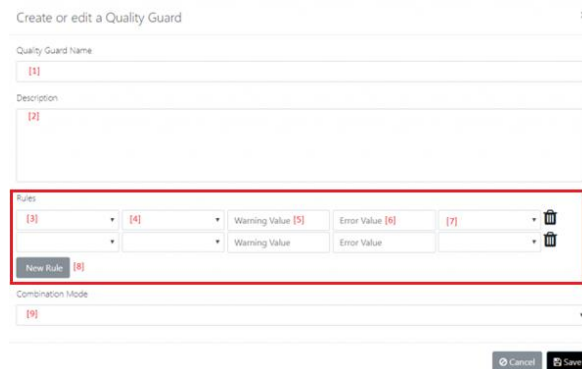 Create or edit a Quality Guard
Quality Guard Name
[1]
Description
[2]
Rules
[3] [4] Warning Value [5] Error Value [6] [7]
Warning Value Error Value
New Rule [8]
Combination Mode
[9]
Cancel Save